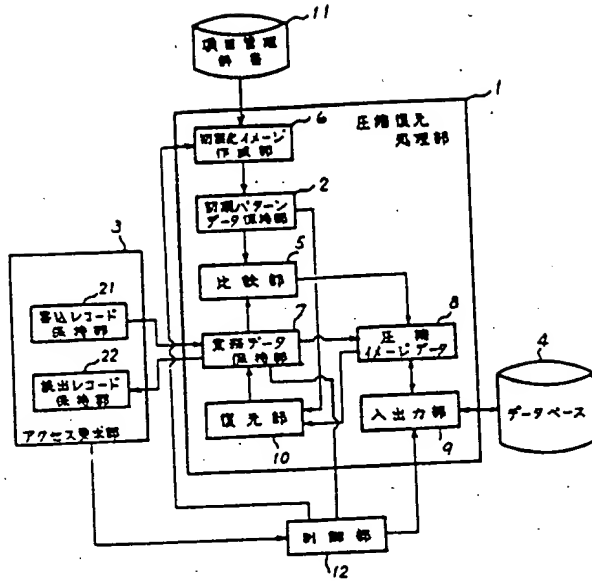 11
項目管理
辞書
1
圧縮復元
処理部
6
初期化イメージ
作成部
2
初期パターン
データ保持部
3
5
比較部
21
書込レコード
保持部
7
業務データ
保持部
8
圧縮
イメージデータ
4
データベース
22
読出レコード
保持部
復元部
10
入出力部
9
アクセス要求部
制御部
12